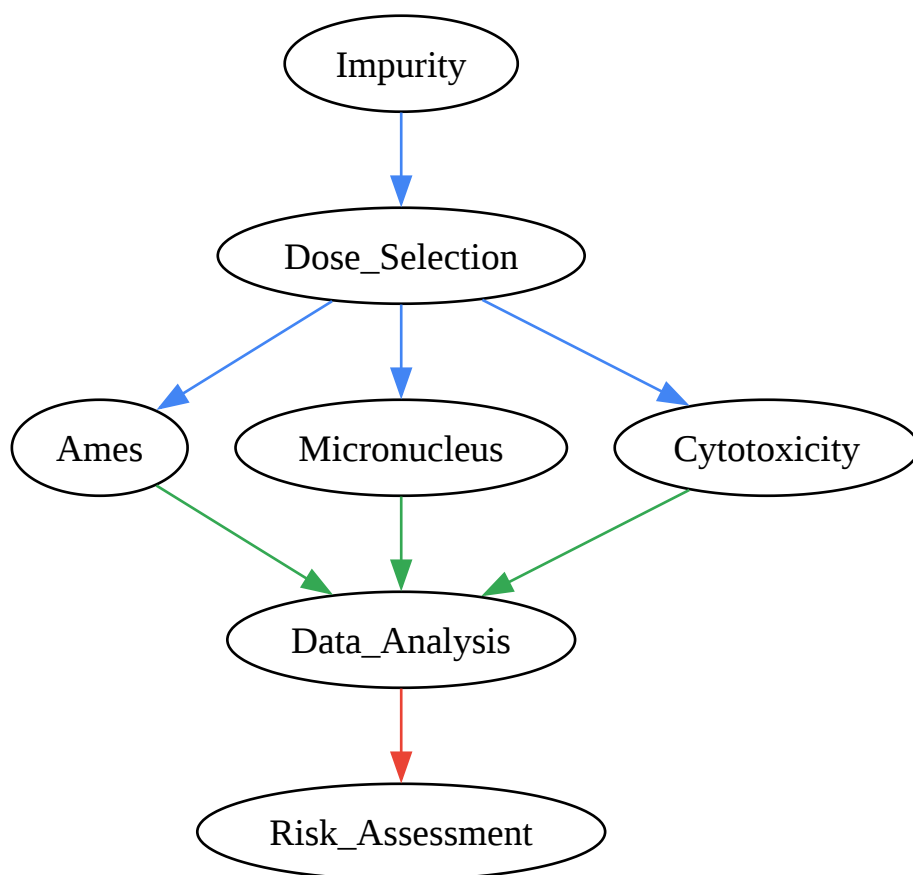 Impurity
Dose_Selection
Ames
Micronucleus
Cytotoxicity
Data_Analysis
Risk_Assessment